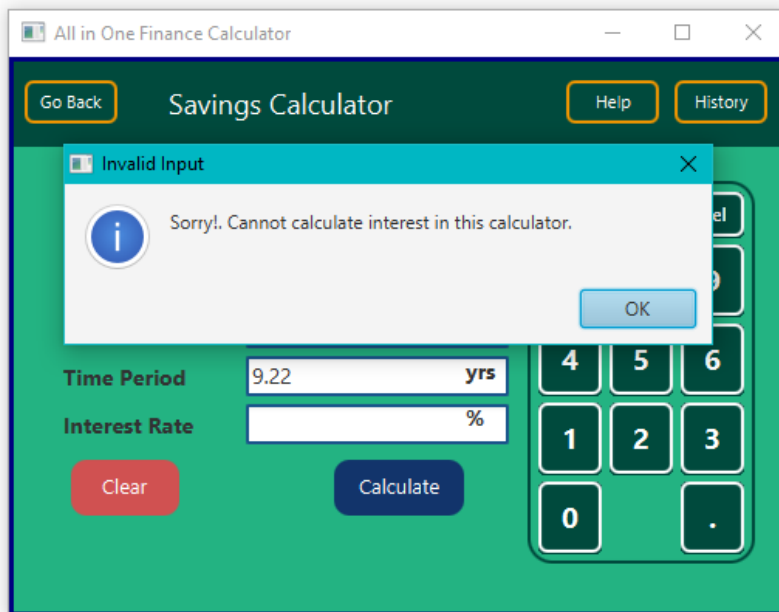 All in One Finance Calculator
Go Back Savings Calculator Help History
Invalid Input
Sorry!. Cannot calculate interest in this calculator.
OK
Time Period 9.22 yrs
Interest Rate %
Clear Calculate
4 5 6
1 2 3
0 .